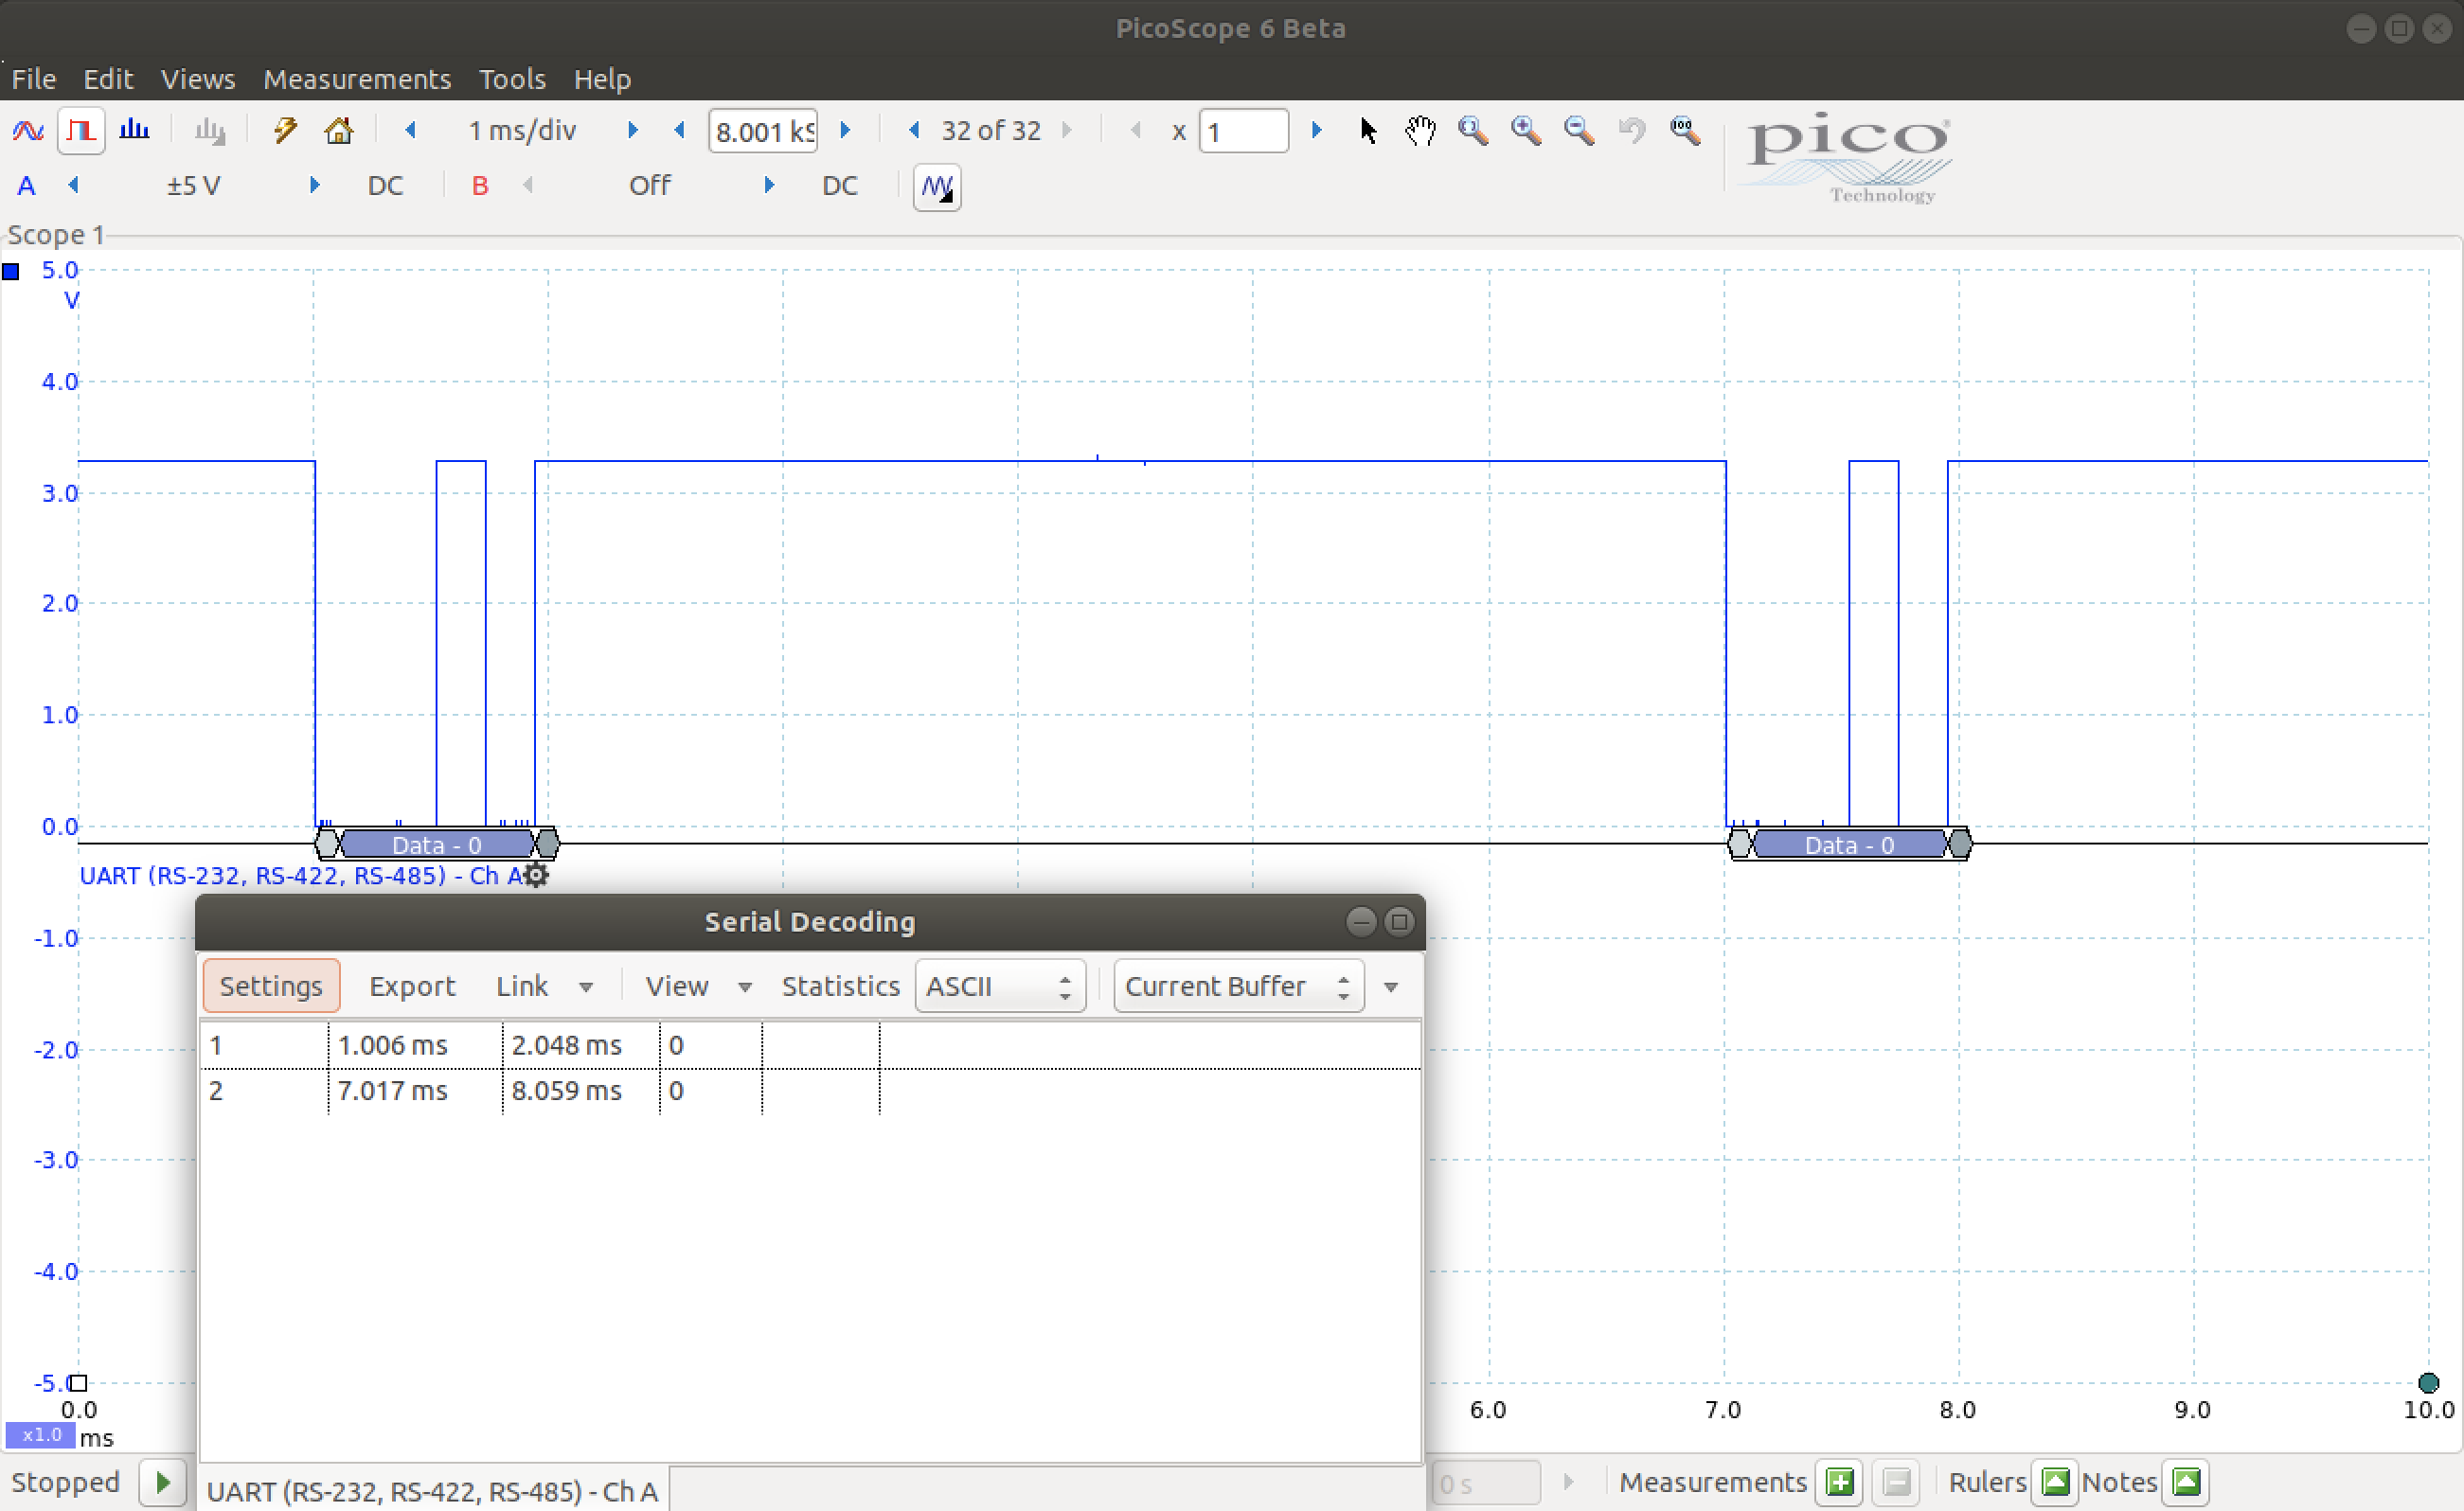 PicoScope 6 Beta
File Edit Views Measurements Tools Help
1 ms/div 8.001 kS 32 of 32 x 1
pico
Technology
A ±5 V DC B Off DC
Scope 1
5.0
V
4.0
3.0
2.0
1.0
0.0
Data - 0 Data - 0
UART (RS-232, RS-422, RS-485) - Ch A
Serial Decoding
-1.0
Settings Export Link View Statistics ASCII Current Buffer
1 1.006 ms 2.048 ms 0
-2.0
2 7.017 ms 8.059 ms 0
-3.0
-4.0
-5.0
0.0 6.0 7.0 8.0 9.0 10.0
x1.0 ms
Stopped 0 s Measurements Rulers Notes
UART (RS-232, RS-422, RS-485) - Ch A